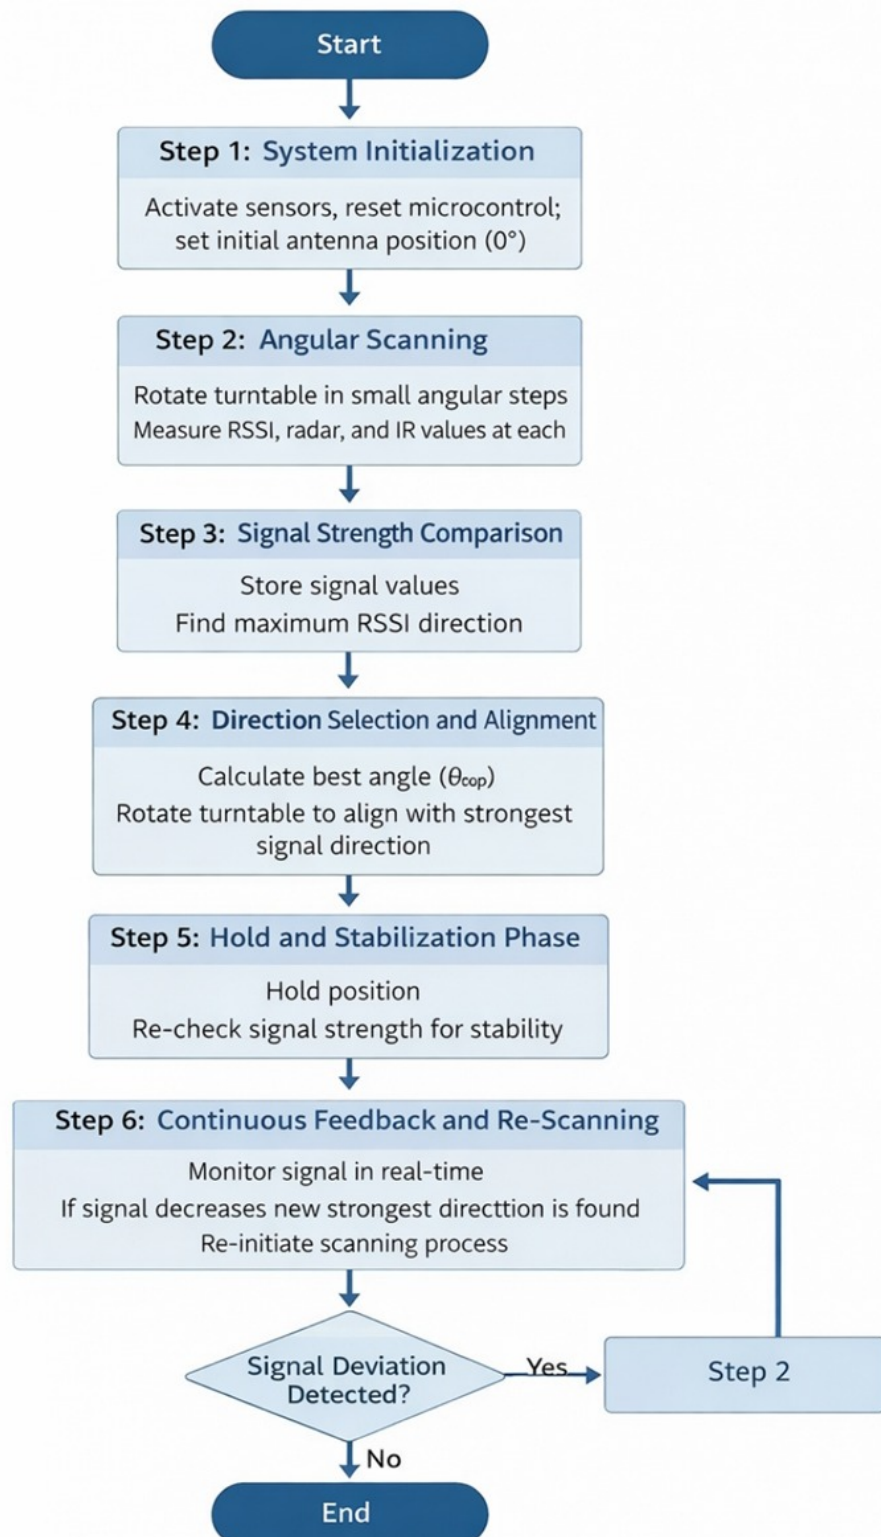 Start
Step 1: System Initialization
Activate sensors, reset microcontrol;
set initial antenna position (0°)
Step 2: Angular Scanning
Rotate turntable in small angular steps
Measure RSSI, radar, and IR values at each
Step 3: Signal Strength Comparison
Store signal values
Find maximum RSSI direction
Step 4: Direction Selection and Alignment
Calculate best angle (θcop)
Rotate turntable to align with strongest
signal direction
Step 5: Hold and Stabilization Phase
Hold position
Re-check signal strength for stability
Step 6: Continuous Feedback and Re-Scanning
Monitor signal in real-time
If signal decreases new strongest directtion is found
Re-initiate scanning process
Signal Deviation
Detected?
Yes
Step 2
No
End